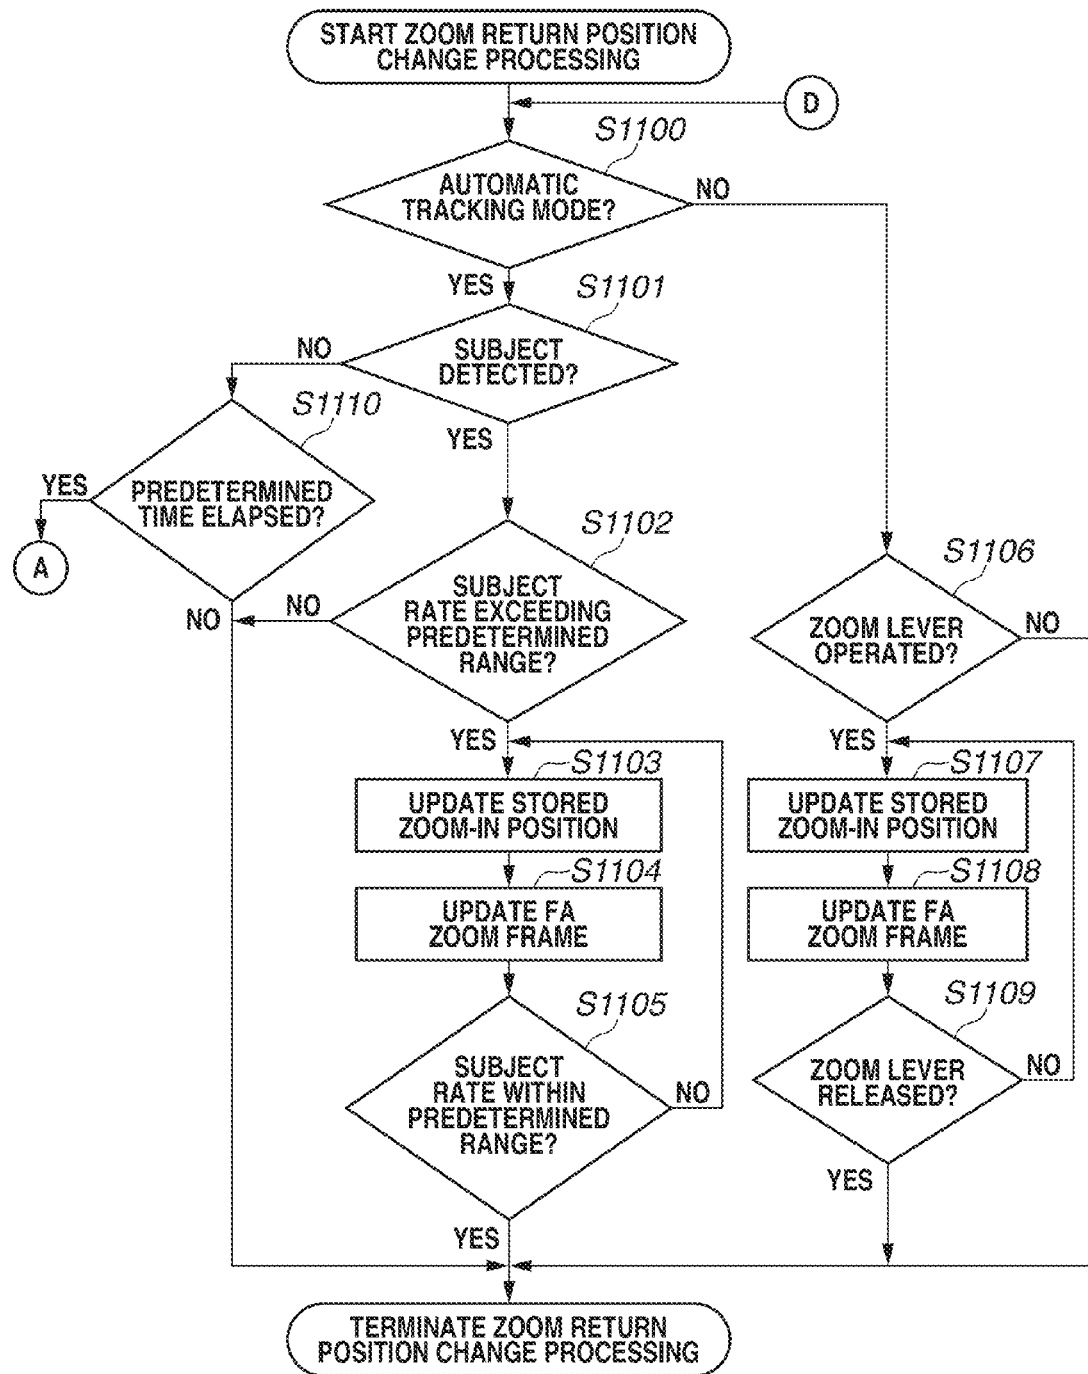 START ZOOM RETURN POSITION
CHANGE PROCESSING
D
S1100
AUTOMATIC
TRACKING MODE?
NO
YES
S1101
SUBJECT
DETECTED?
NO
YES
S1110
PREDETERMINED
TIME ELAPSED?
YES
A
NO
S1102
SUBJECT
RATE EXCEEDING
PREDETERMINED
RANGE?
NO
YES
S1103
UPDATE STORED
ZOOM-IN POSITION
S1104
UPDATE FA
ZOOM FRAME
S1105
SUBJECT
RATE WITHIN
PREDETERMINED
RANGE?
NO
YES
S1106
ZOOM LEVER
OPERATED?
NO
YES
S1107
UPDATE STORED
ZOOM-IN POSITION
S1108
UPDATE FA
ZOOM FRAME
S1109
ZOOM LEVER
RELEASED?
NO
YES
TERMINATE ZOOM RETURN
POSITION CHANGE PROCESSING